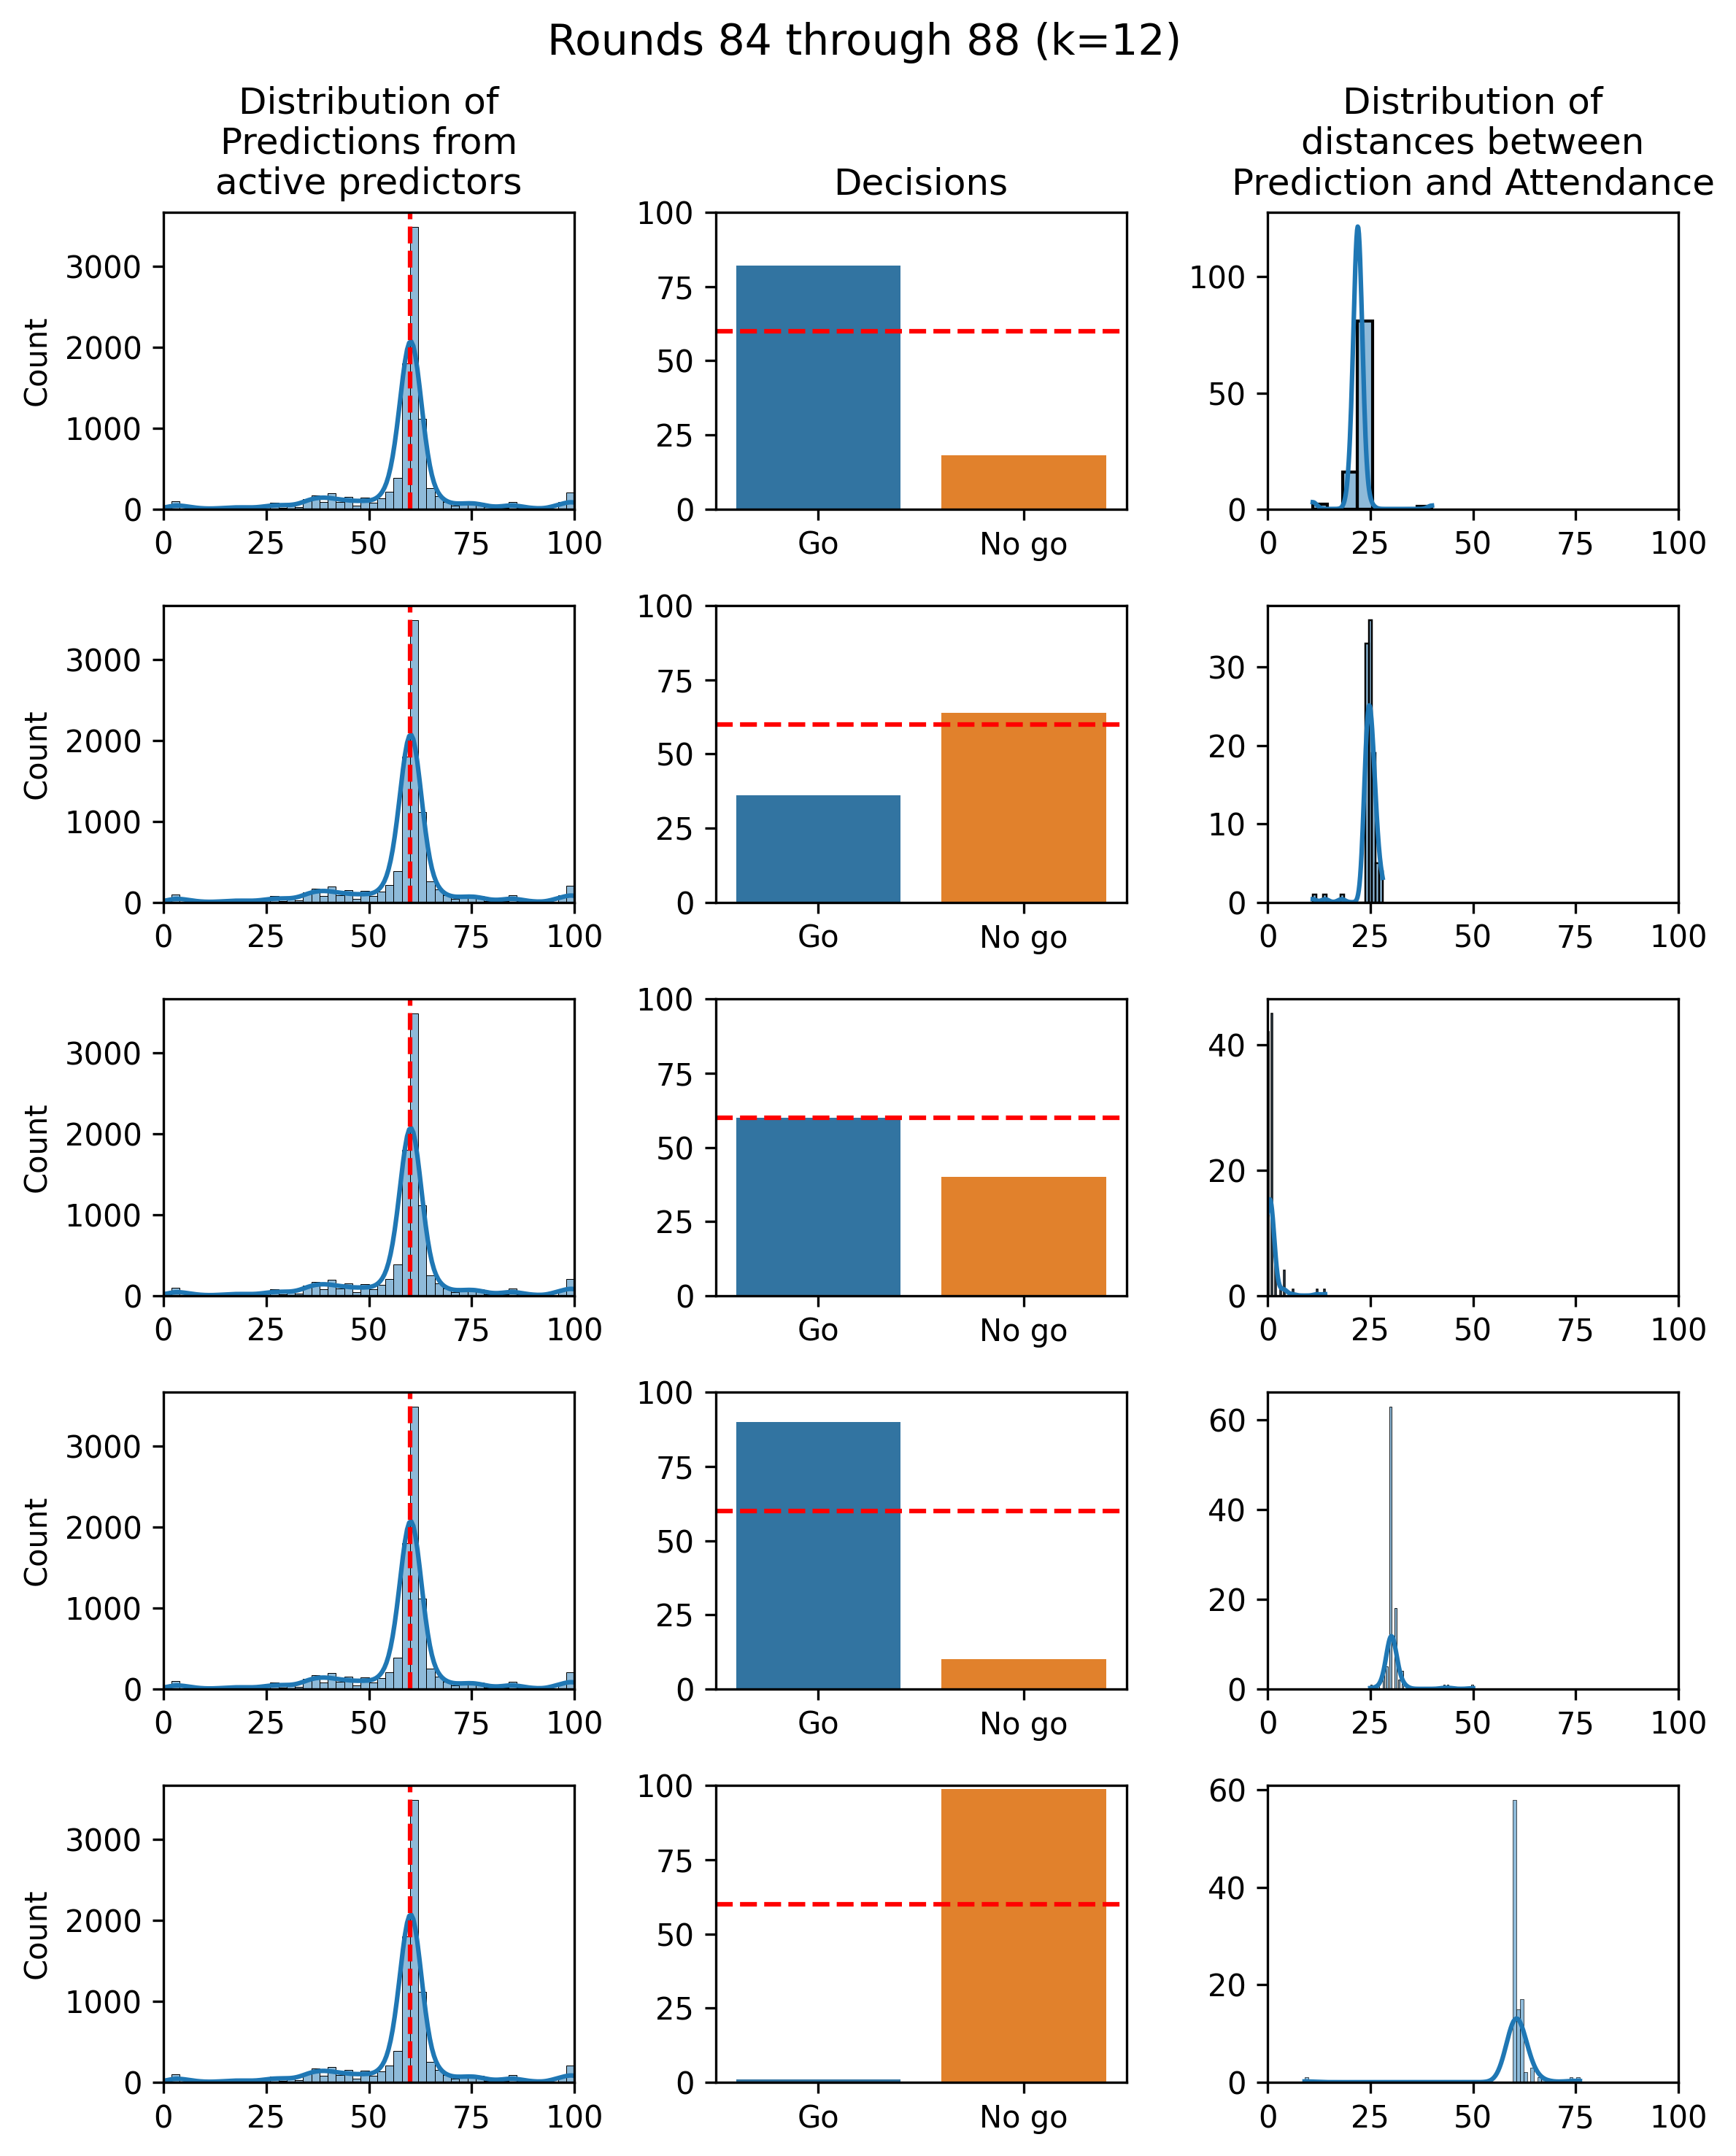 Rounds 84 through 88 (k=12)
Distribution of
Predictions from
active predictors
Decisions
Distribution of
distances between
Prediction and Attendance
Count
3000
2000
1000
0
0 25 50 75 100
100
75
50
25
0
Go No go
100
50
0
0 25 50 75 100
Count
3000
2000
1000
0
0 25 50 75 100
100
75
50
25
0
Go No go
30
20
10
0
0 25 50 75 100
Count
3000
2000
1000
0
0 25 50 75 100
100
75
50
25
0
Go No go
40
20
0
0 25 50 75 100
Count
3000
2000
1000
0
0 25 50 75 100
100
75
50
25
0
Go No go
60
40
20
0
0 25 50 75 100
Count
3000
2000
1000
0
0 25 50 75 100
100
75
50
25
0
Go No go
60
40
20
0
0 25 50 75 100